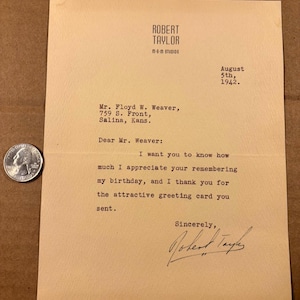 ROBERT
TAYLOR
M-G-M STUDIOS
August
5th,
1942.
Mr. Floyd W. Weaver,
759 S. Front,
Salina, Kans.
Dear Mr. Weaver:
I want you to know how
much I appreciate your remembering
my birthday, and I thank you for
the attractive greeting card you
sent.
Sincerely,
Robert Taylor